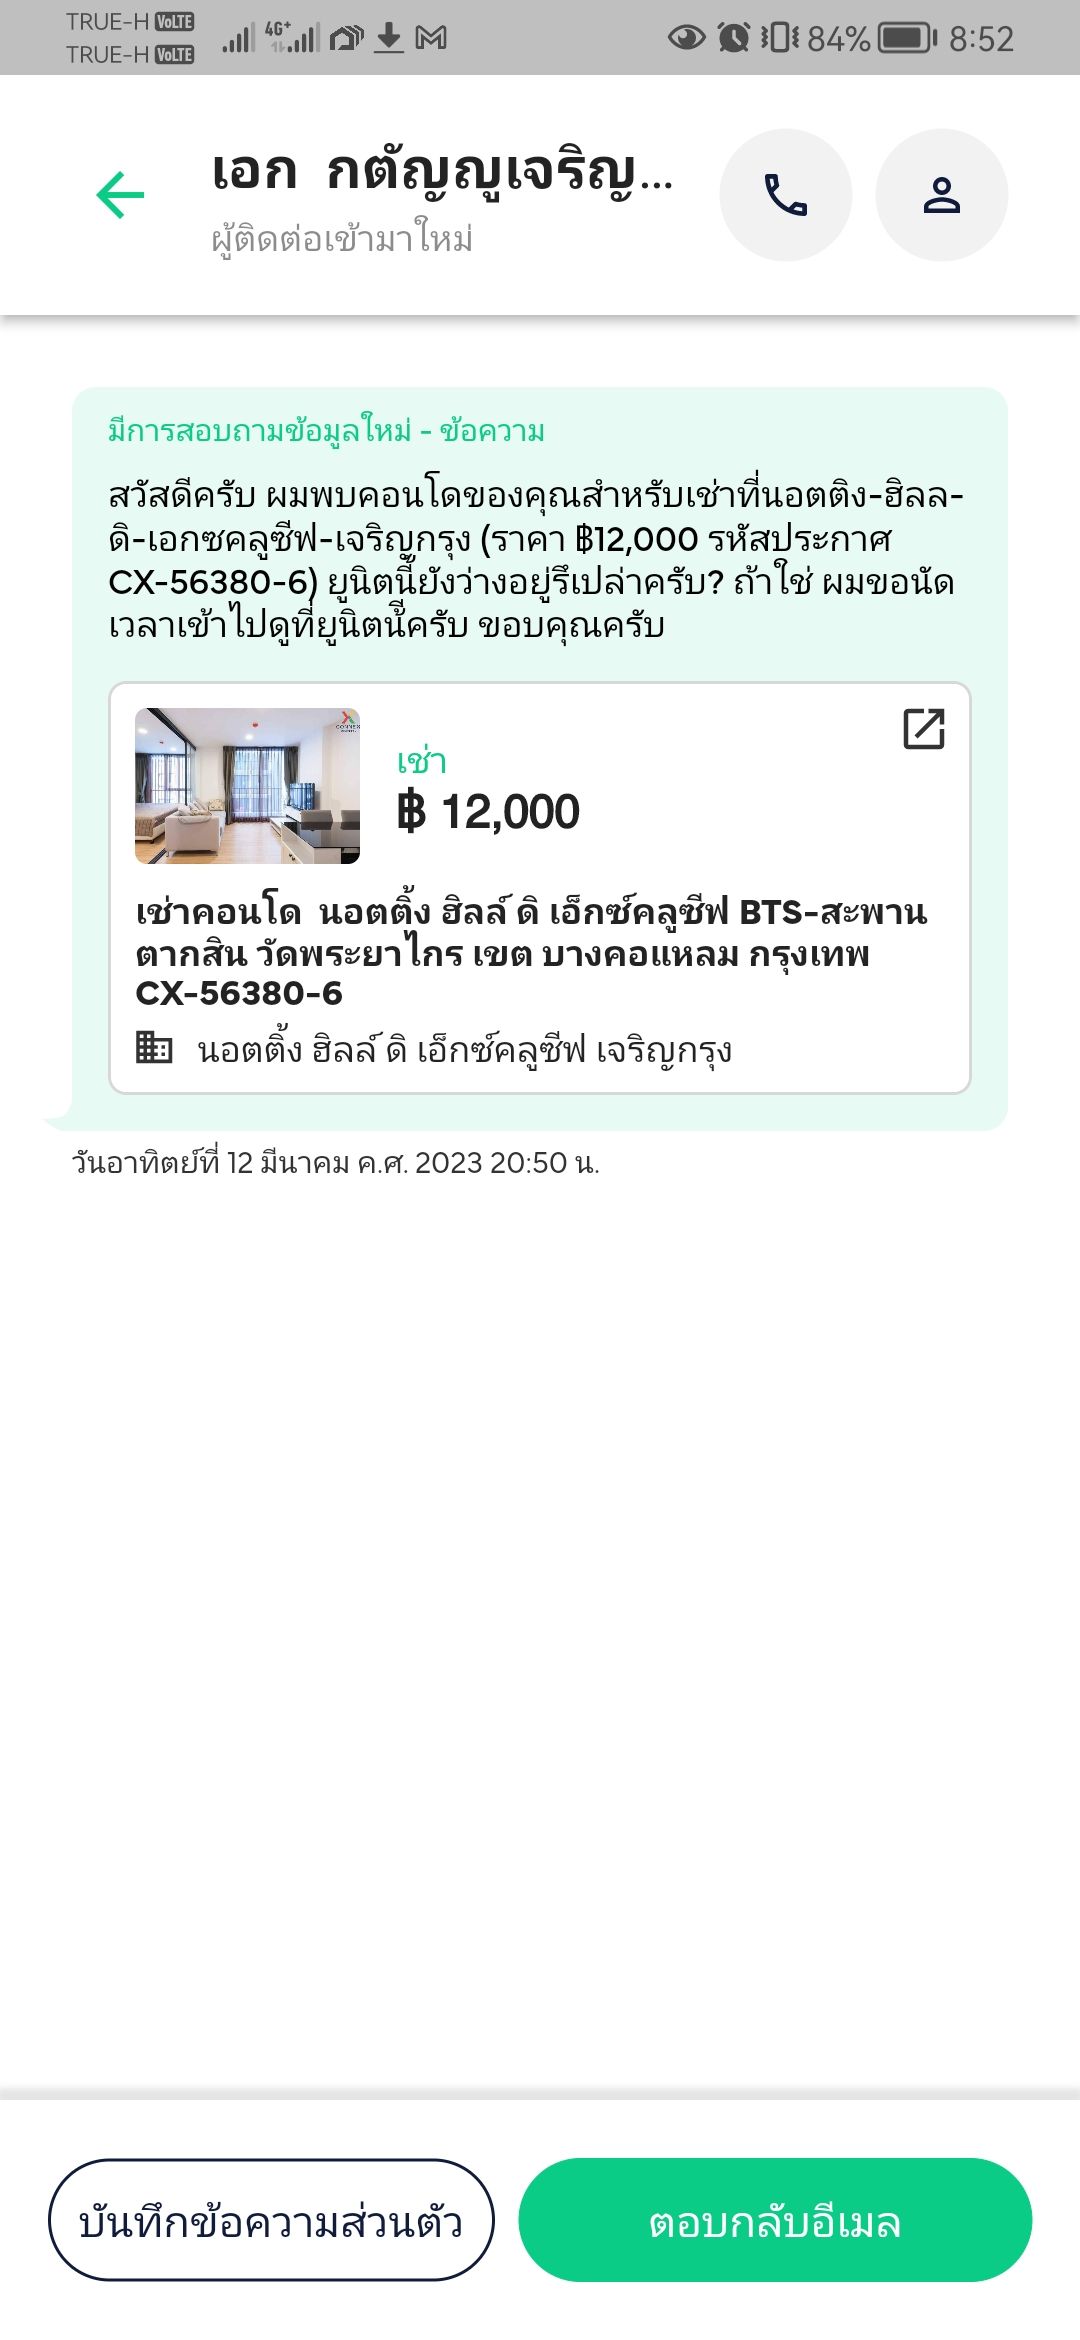 TRUE-H VoLTE
TRUE-H VoLTE
4G+
84%
8:52
เอก  กตัญญูเจริญ...
ผู้ติดต่อเข้ามาใหม่
มีการสอบถามข้อมูลใหม่ - ข้อความ
สวัสดีครับ ผมพบคอนโดของคุณสำหรับเช่าที่นอตติง-ฮิลล-
ดิ-เอกซคลูซีฟ-เจริญกรุง (ราคา ฿12,000 รหัสประกาศ
CX-56380-6) ยูนิตนี้ยังว่างอยู่รึเปล่าครับ? ถ้าใช่ ผมขอนัด
เวลาเข้าไปดูที่ยูนิตนี้ครับ ขอบคุณครับ
เช่า
฿ 12,000
เช่าคอนโด  นอตติ้ง ฮิลล์ ดิ เอ็กซ์คลูซีฟ BTS-สะพาน
ตากสิน วัดพระยาไกร เขต บางคอแหลม กรุงเทพ
CX-56380-6
นอตติ้ง ฮิลล์ ดิ เอ็กซ์คลูซีฟ เจริญกรุง
วันอาทิตย์ที่ 12 มีนาคม ค.ศ. 2023 20:50 น.
บันทึกข้อความส่วนตัว
ตอบกลับอีเมล